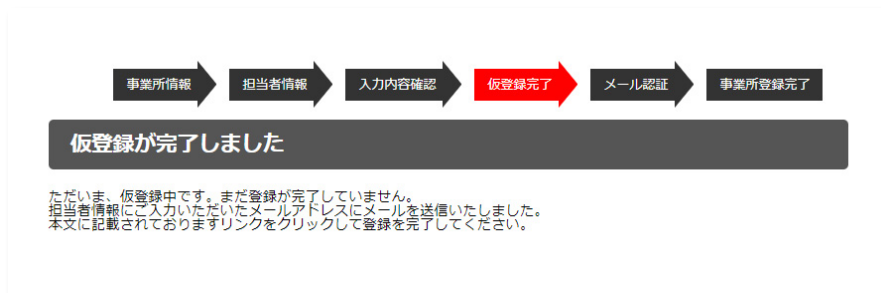 事業所情報 担当者情報 入力内容確認 仮登録完了 メール認証 事業所登録完了
仮登録が完了しました
ただいま、仮登録中です。まだ登録が完了していません。
担当者情報にご入力いただいたメールアドレスにメールを送信いたしました。
本文に記載されておりますリンクをクリックして登録を完了してください。